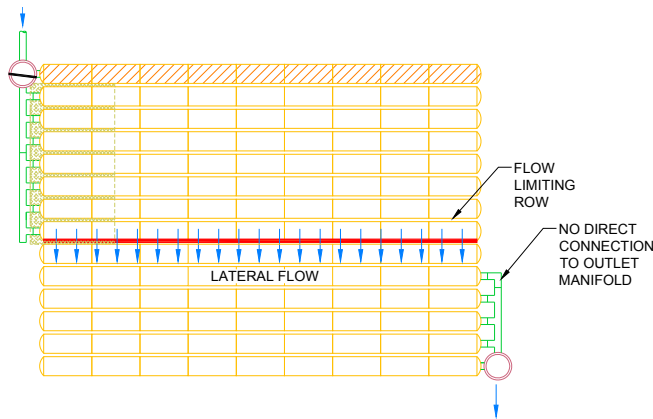 FLOW
LIMITING
ROW
NO DIRECT
CONNECTION
TO OUTLET
MANIFOLD
LATERAL FLOW